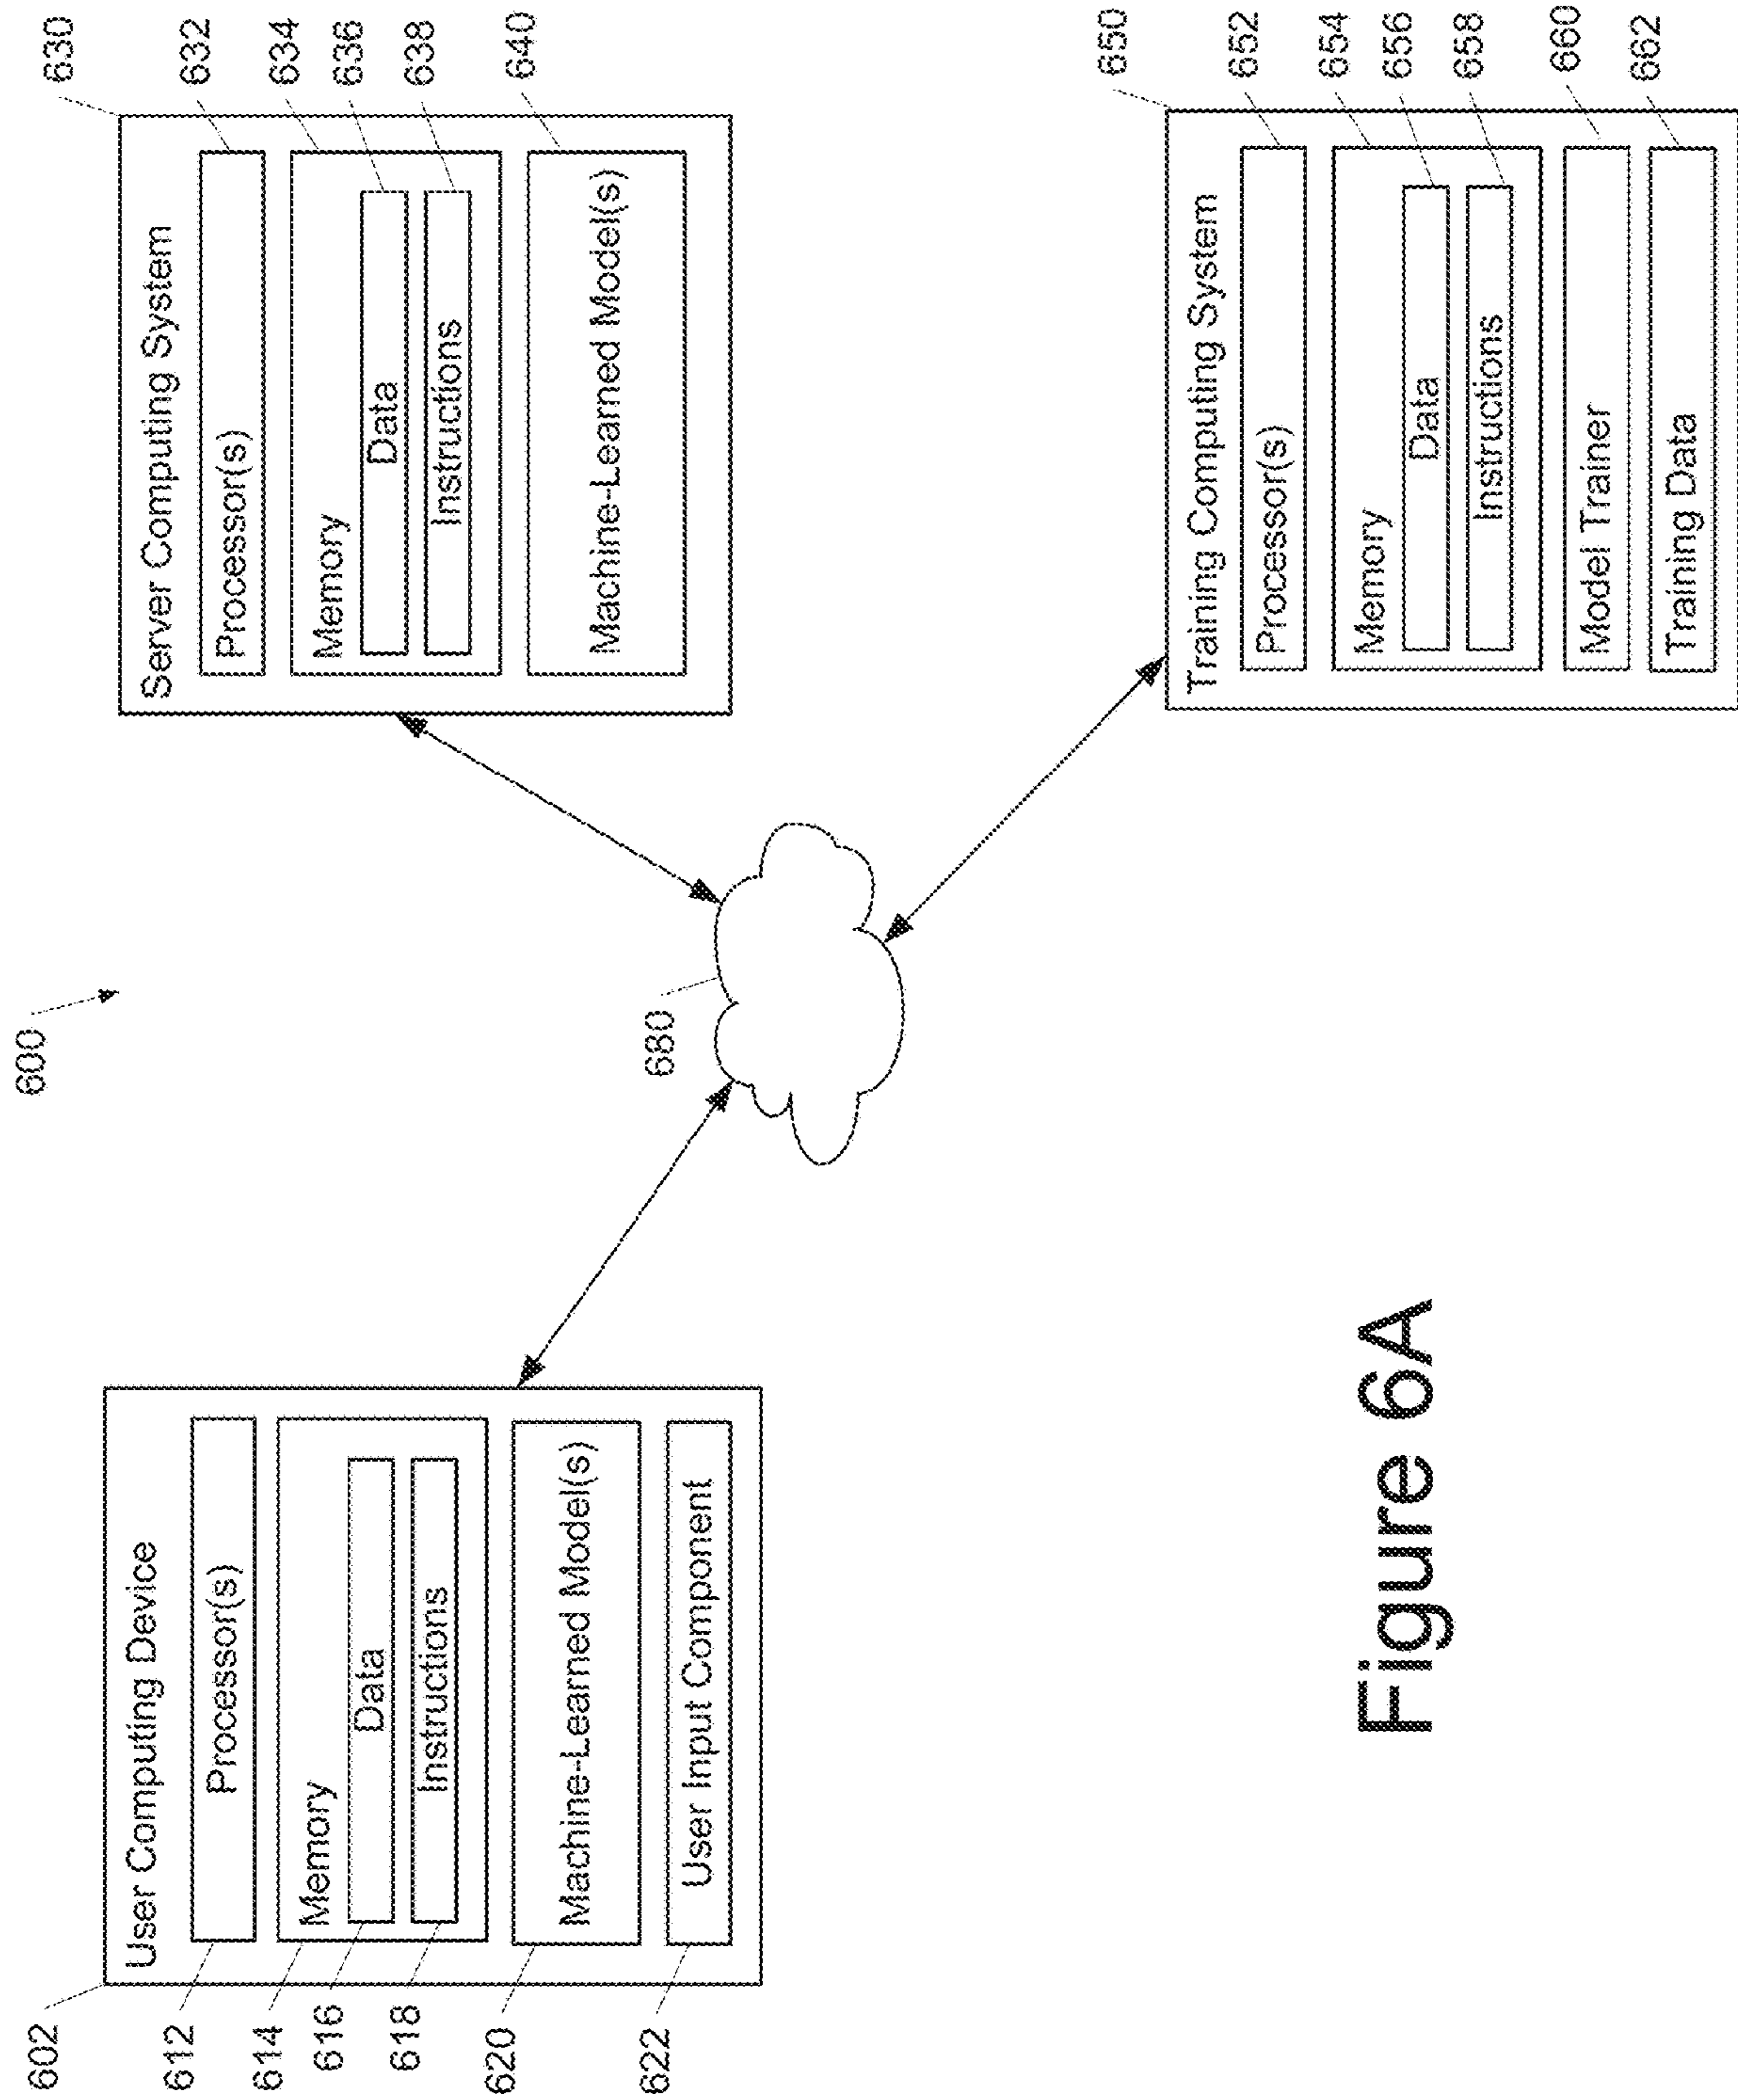 600
602
User Computing Device
612
Processor(s)
614
Memory
616
Data
618
Instructions
620
Machine-Learned Model(s)
622
User Input Component
680
630
Server Computing System
632
Processor(s)
634
Memory
636
Data
638
Instructions
640
Machine-Learned Model(s)
650
Training Computing System
652
Processor(s)
654
Memory
656
Data
658
Instructions
660
Model Trainer
662
Training Data
Figure 6A